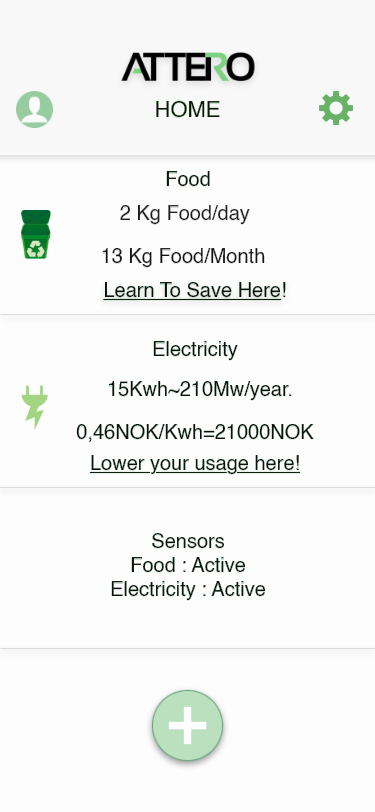 ATTERO
HOME
Food
2 Kg Food/day
13 Kg Food/Month
Learn To Save Here!
Electricity
15Kwh~210Mw/year.
0,46NOK/Kwh=21000NOK
Lower your usage here!
Sensors
Food : Active
Electricity : Active